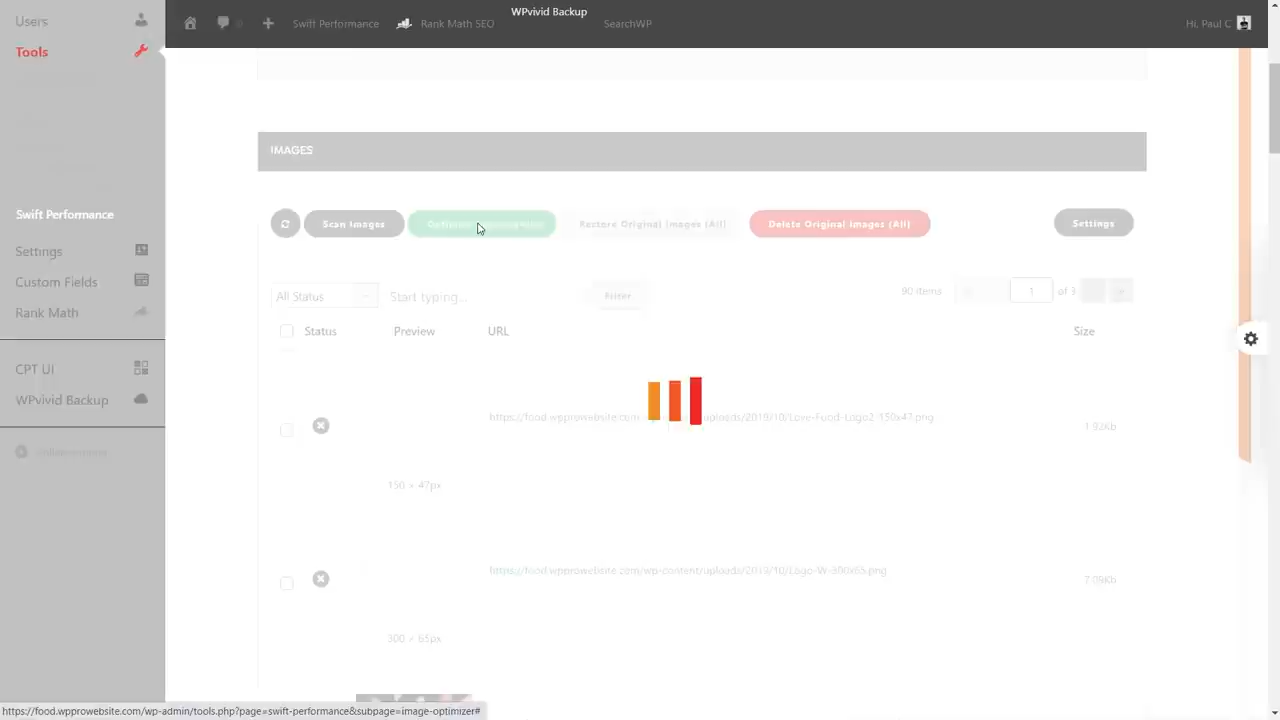 Users
Tools
Swift Performance
Settings
Custom Fields
Rank Math
CPT UI
WPvivid Backup
0
Swift Performance
Rank Math SEO
WPvivid Backup
SearchWP
Hi, Paul C
IMAGES
Scan Images
Restore Original Images (All)
Delete Original Images (All)
Settings
All Status
Start typing...
Filter
90 items
1
of 3
Status
Preview
URL
Size
https://food.wpprowebsite.com/wp-content/uploads/2019/10/Love-Food-Logo2-150x47.png
1.92Kb
150 × 47px
https://food.wpprowebsite.com/wp-content/uploads/2019/10/Logo-W-300x65.png
7.09Kb
300 × 65px
https://food.wpprowebsite.com/wp-admin/tools.php?page=swift-performance&subpage=image-optimizer#